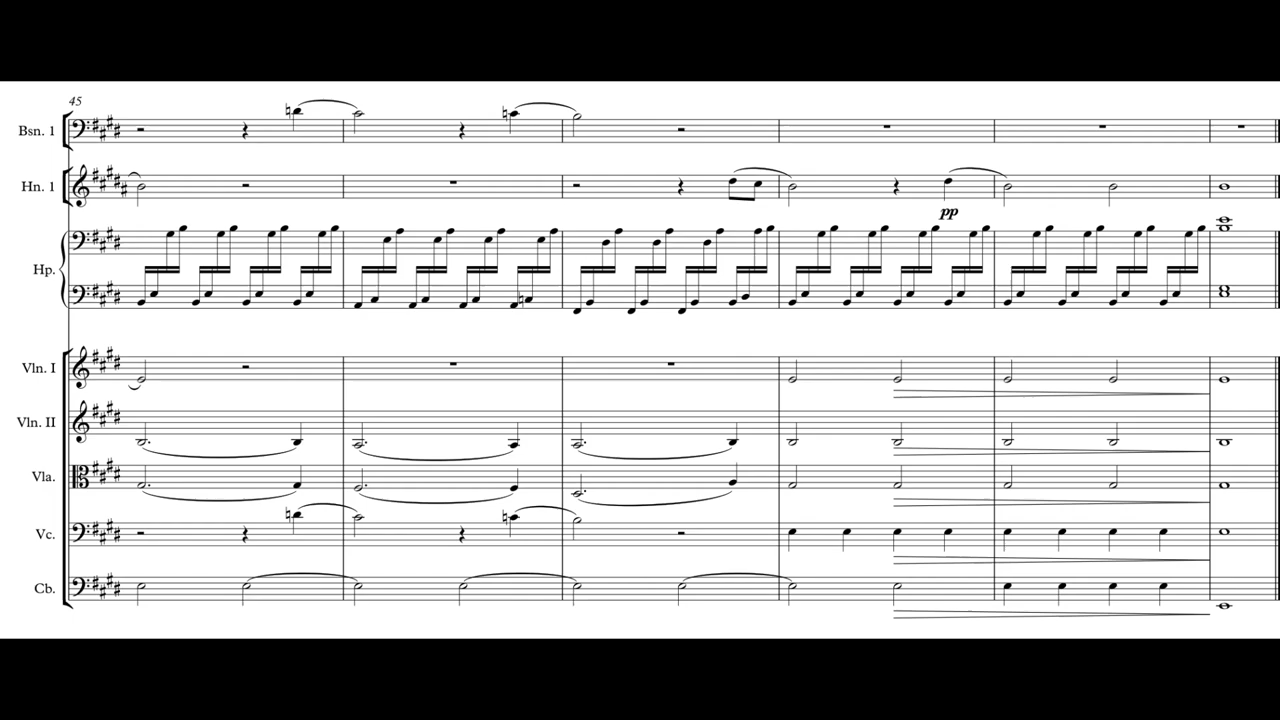 45
Bsn. 1
Hn. 1
pp
Hp.
Vln. I
Vln. II
Vla.
Vc.
Cb.